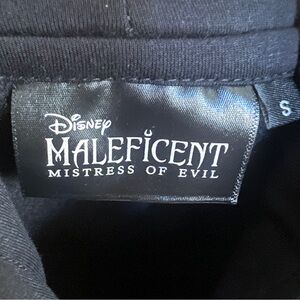 Disney
MALEFICENT
MISTRESS OF EVIL
S